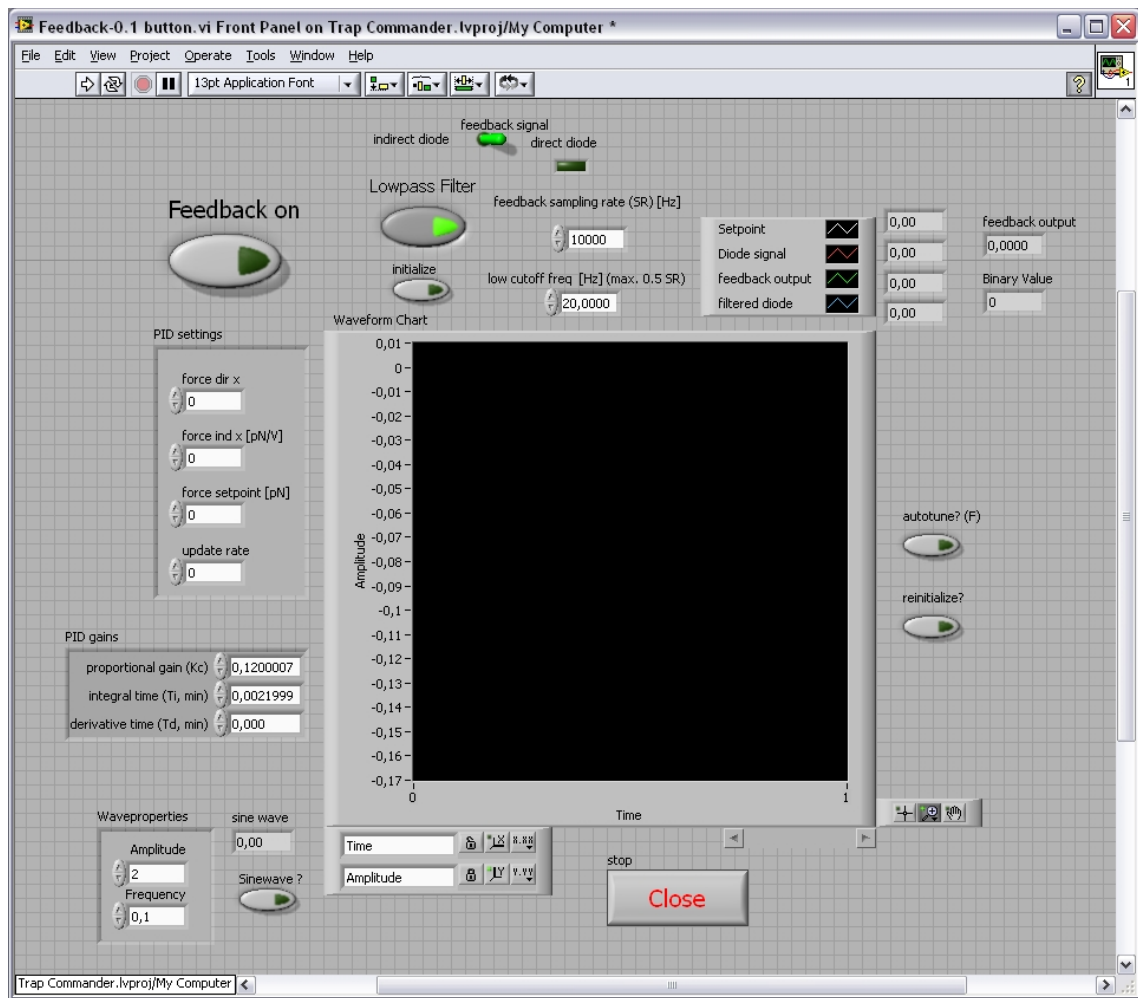 Feedback-0.1 button.vi Front Panel on Trap Commander.lvproj/My Computer *
File Edit View Project Operate Tools Window Help
13pt Application Font
1
feedback signal
indirect diode
direct diode
Lowpass Filter
Feedback on
feedback sampling rate (SR) [Hz]
10000
initialize
low cutoff freq [Hz] (max. 0.5 SR)
20,0000
Setpoint
Diode signal
feedback output
filtered diode
0,00
0,00
0,00
0,00
feedback output
0,0000
Binary Value
0
PID settings
force dir x
0
force ind x [pN/V]
0
force setpoint [pN]
0
update rate
0
Waveform Chart
0,01
0
-0,01
-0,02
-0,03
-0,04
-0,05
-0,06
-0,07
-0,08
-0,09
-0,1
-0,11
-0,12
-0,13
-0,14
-0,15
-0,16
-0,17
Amplitude
0
1
Time
autotune? (F)
reinitialize?
PID gains
proportional gain (Kc) 0,1200007
integral time (Ti, min) 0,0021999
derivative time (Td, min) 0,000
Waveproperties
Amplitude
2
Frequency
0,1
sine wave
0,00
Sinewave ?
Time
X.XX
Amplitude
Y.YY
stop
Close
Trap Commander.lvproj/My Computer